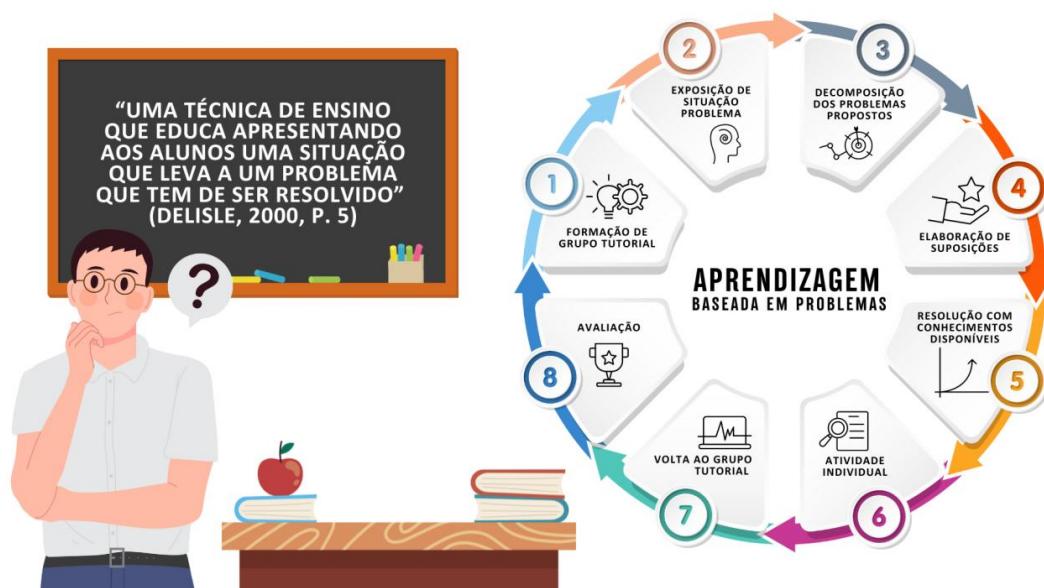 “UMA TÉCNICA DE ENSINO
QUE EDUCA APRESENTANDO
AOS ALUNOS UMA SITUAÇÃO
QUE LEVA A UM PROBLEMA
QUE TEM DE SER RESOLVIDO”
(DELISLE, 2000, P. 5)
?
APRENDIZAGEM
BASEADA EM PROBLEMAS
1
FORMAÇÃO DE
GRUPO TUTORIAL
2
EXPOSIÇÃO DE
SITUAÇÃO
PROBLEMA
3
DECOMPOSIÇÃO
DOS PROBLEMAS
PROPOSTOS
4
ELABORAÇÃO DE
SUPOSIÇÕES
5
RESOLUÇÃO COM
CONHECIMENTOS
DISPONÍVEIS
6
ATIVIDADE
INDIVIDUAL
7
VOLTA AO GRUPO
TUTORIAL
8
AVALIAÇÃO